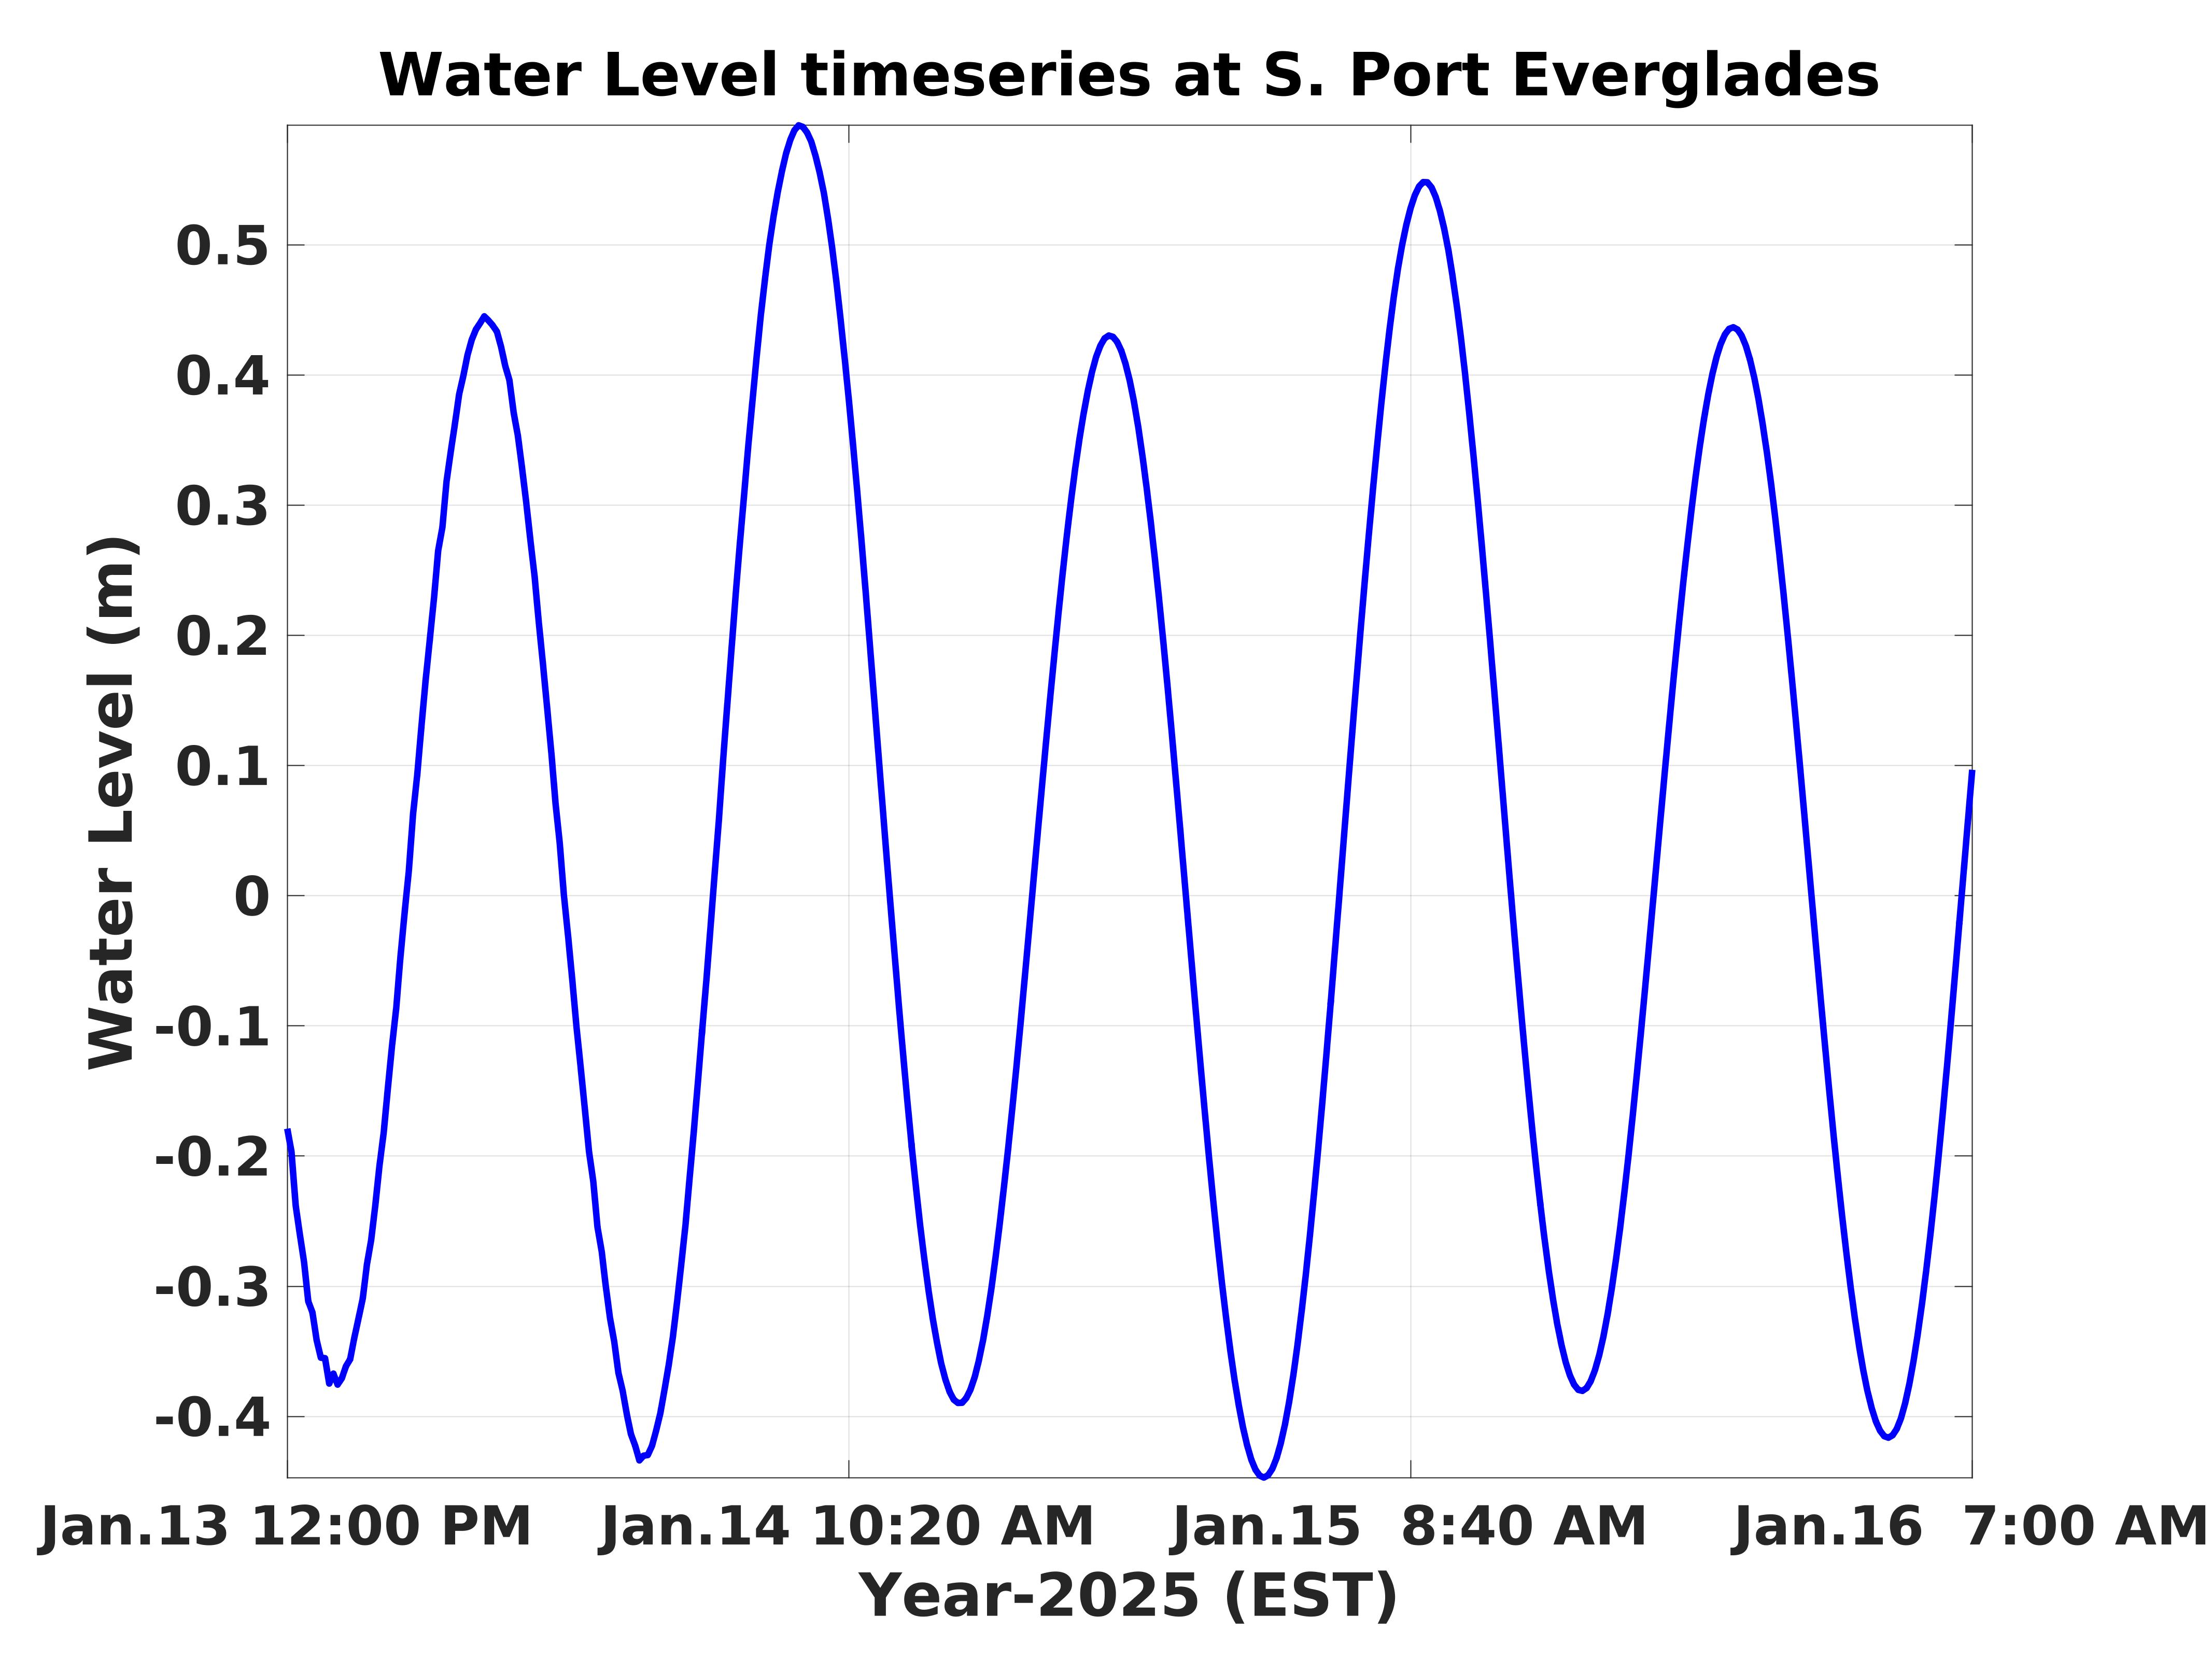 Water Level timeseries at S. Port Everglades
Water Level (m)
0.5
0.4
0.3
0.2
0.1
0
-0.1
-0.2
-0.3
-0.4
Jan.13 12:00 PM Jan.14 10:20 AM Jan.15 8:40 AM Jan.16 7:00 AM
Year-2025 (EST)